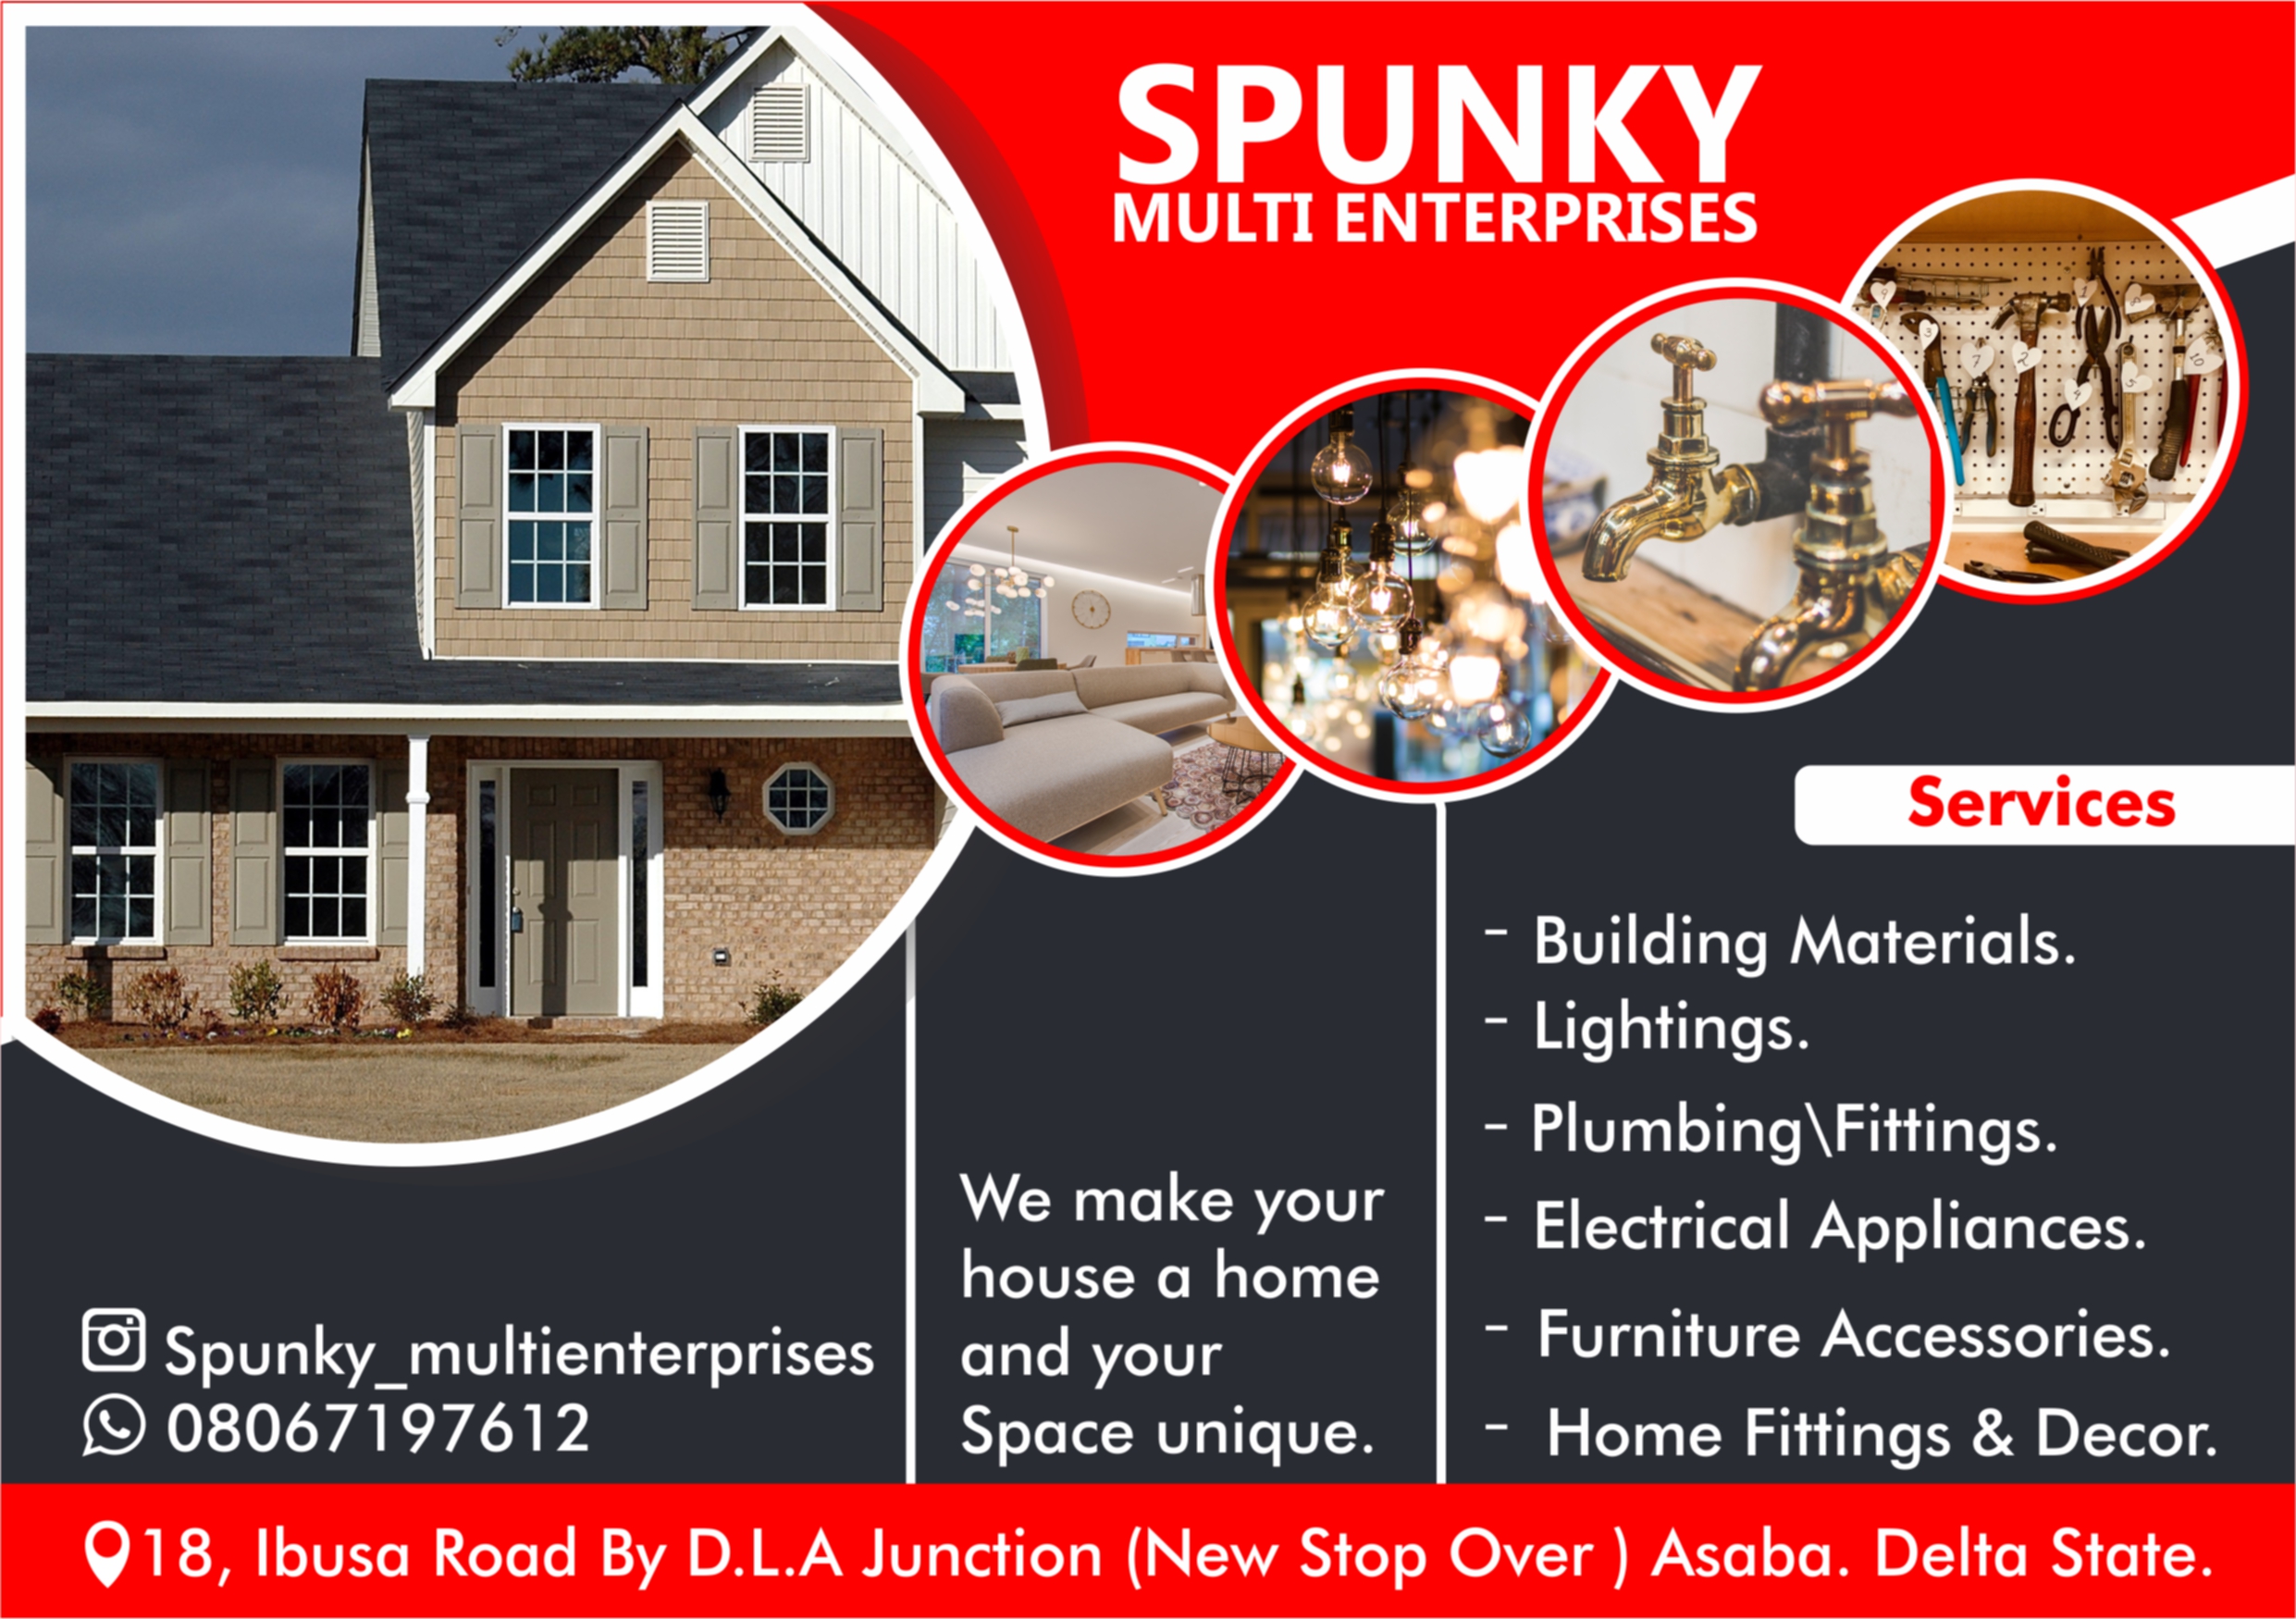 SPUNKY
MULTI ENTERPRISES
Services
- Building Materials.
- Lightings.
- Plumbing\Fittings.
- Electrical Appliances.
- Furniture Accessories.
- Home Fittings & Decor.
We make your
house a home
and your
Space unique.
Spunky_multienterprises
08067197612
18, Ibusa Road By D.L.A Junction (New Stop Over ) Asaba. Delta State.